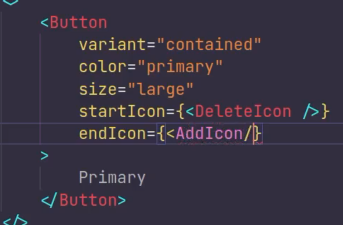 <>
<Button
variant="contained"
color="primary"
size="large"
startIcon={<DeleteIcon />}
endIcon={<AddIcon/}
>
Primary
</Button>
</>